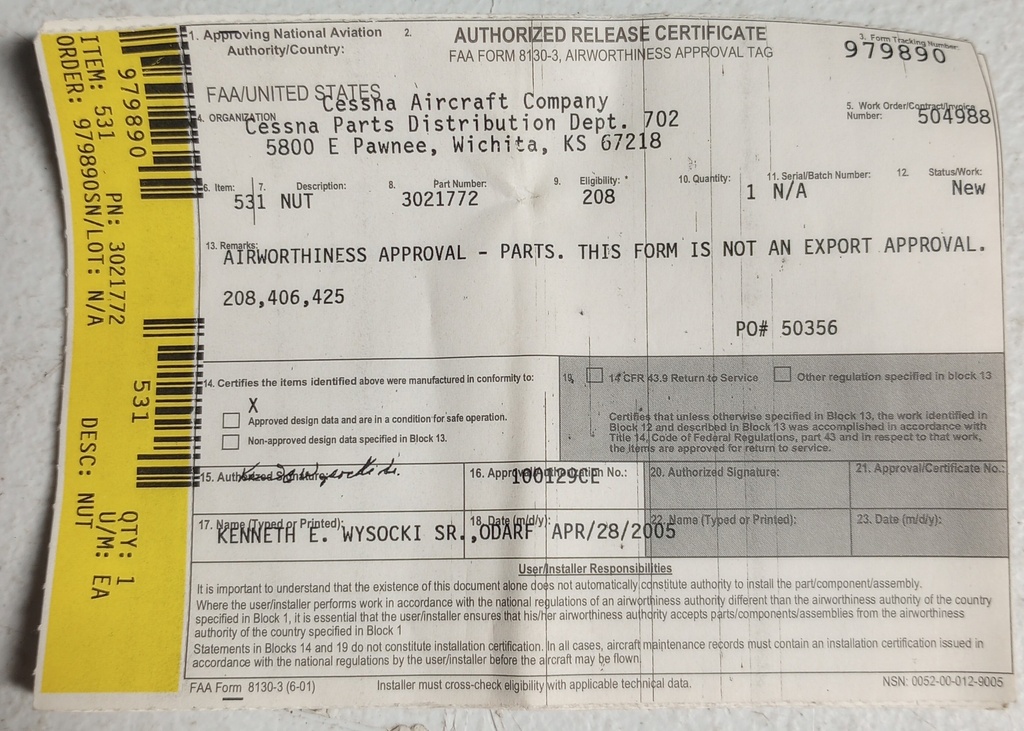 ITEM: 531 PN: 3021772 DESC: NUT QTY: 1
ORDER: 979890SN/LOT: N/A U/M: EA
979890
531
1. Approving National Aviation Authority/Country:
2. AUTHORIZED RELEASE CERTIFICATE
FAA FORM 8130-3, AIRWORTHINESS APPROVAL TAG
3. Form Tracking Number:
979890
FAA/UNITED STATES
4. ORGANIZATION
Cessna Aircraft Company
Cessna Parts Distribution Dept. 702
5800 E Pawnee, Wichita, KS 67218
5. Work Order/Contract/Invoice Number:
504988
6. Item: 7. Description: 8. Part Number: 9. Eligibility: * 10. Quantity: 11. Serial/Batch Number: 12. Status/Work:
531 NUT 3021772 208 1 N/A New
13. Remarks:
AIRWORTHINESS APPROVAL - PARTS. THIS FORM IS NOT AN EXPORT APPROVAL.
208,406,425
PO# 50356
14. Certifies the items identified above were manufactured in conformity to:
X
Approved design data and are in a condition for safe operation.
Non-approved design data specified in Block 13.
19. 14 CFR 43.9 Return to Service Other regulation specified in block 13
Certifies that unless otherwise specified in Block 13, the work identified in
Block 12 and described in Block 13 was accomplished in accordance with
Title 14, Code of Federal Regulations, part 43 and in respect to that work,
the items are approved for return to service.
15. Authorized Signature:
16. Approval/Authorization No.:
100129CE
20. Authorized Signature:
21. Approval/Certificate No.:
17. Name (Typed or Printed):
KENNETH E. WYSOCKI SR.,ODARF
18. Date (m/d/y):
APR/28/2005
22. Name (Typed or Printed):
23. Date (m/d/y):
User/Installer Responsibilities
It is important to understand that the existence of this document alone does not automatically constitute authority to install the part/component/assembly.
Where the user/installer performs work in accordance with the national regulations of an airworthiness authority different than the airworthiness authority of the country
specified in Block 1, it is essential that the user/installer ensures that his/her airworthiness authority accepts parts/components/assemblies from the airworthiness
authority of the country specified in Block 1
Statements in Blocks 14 and 19 do not constitute installation certification. In all cases, aircraft maintenance records must contain an installation certification issued in
accordance with the national regulations by the user/installer before the aircraft may be flown.
FAA Form 8130-3 (6-01) Installer must cross-check eligibility with applicable technical data. NSN: 0052-00-012-9005